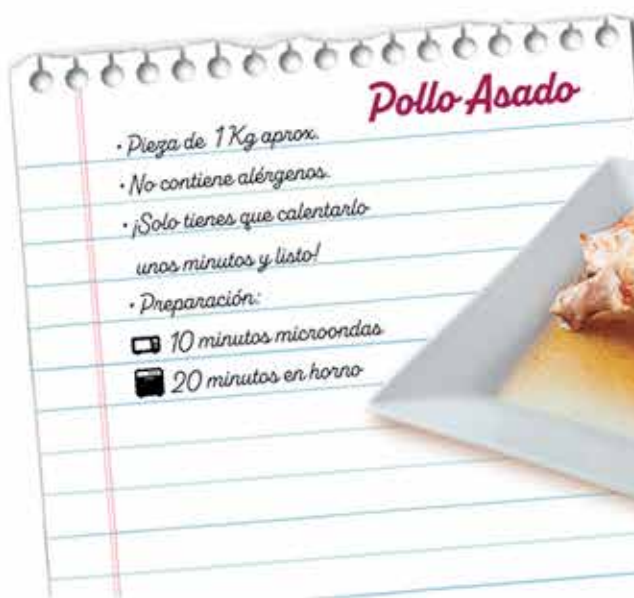 Pollo Asado
• Pieza de 1 Kg aprox.
• No contiene alérgenos.
• ¡Solo tienes que calentarlo
unos minutos y listo!
• Preparación:
10 minutos microondas
20 minutos en horno